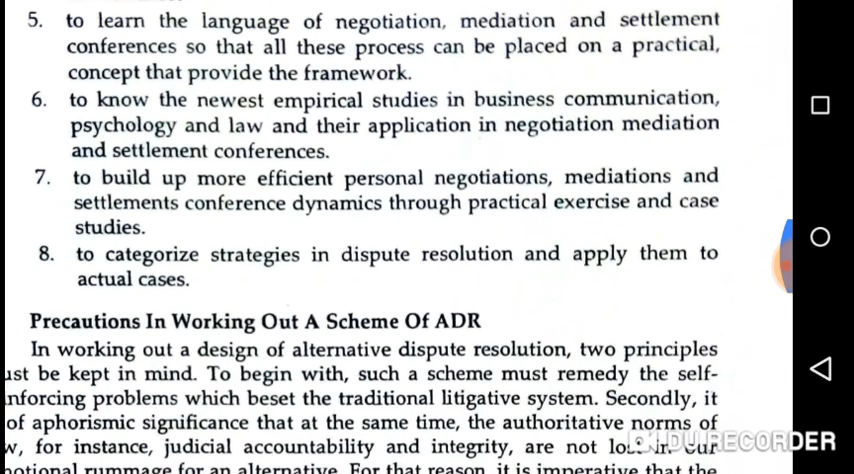 5. to learn the language of negotiation, mediation and settlement
conferences so that all these process can be placed on a practical,
concept that provide the framework.
6. to know the newest empirical studies in business communication,
psychology and law and their application in negotiation mediation
and settlement conferences.
7. to build up more efficient personal negotiations, mediations and
settlements conference dynamics through practical exercise and case
studies.
8. to categorize strategies in dispute resolution and apply them to
actual cases.
Precautions In Working Out A Scheme Of ADR
In working out a design of alternative dispute resolution, two principles
be kept in mind. To begin with, such a scheme must remedy the self-
problems which beset the traditional litigative system. Secondly, it
of aphorismic significance that at the same time, the authoritative norms of
for instance, judicial accountability and integrity, are not
DU RECORDER
rummage for an alternative. For that reason, it is imperative that the